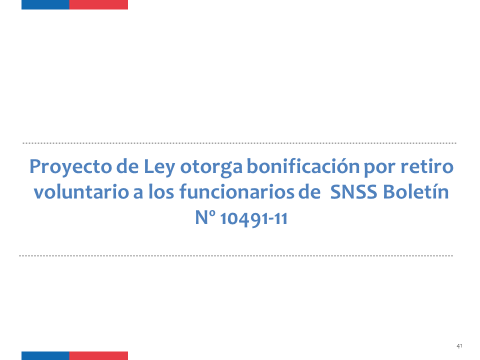 Proyecto de Ley otorga bonificación por retiro
voluntario a los funcionarios de SNSS Boletín
Nº 10491-11
41